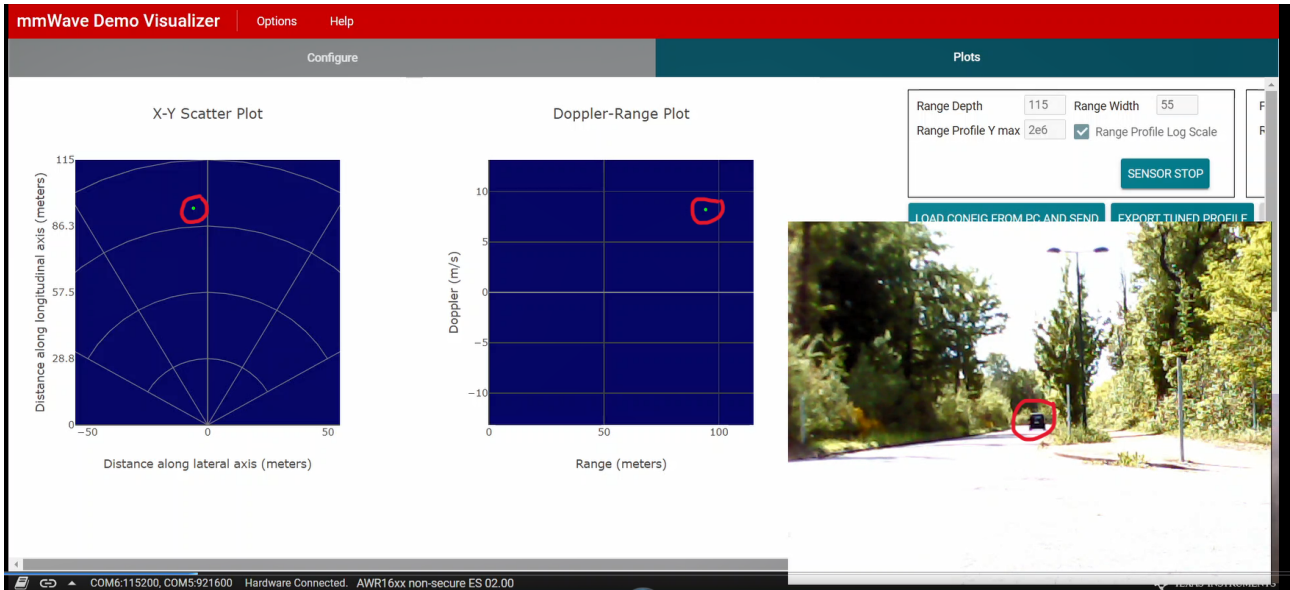 mmWave Demo Visualizer Options Help
Configure Plots
X-Y Scatter Plot
115
86.3
57.5
28.8
0
−50 0 50
Distance along longitudinal axis (meters)
Distance along lateral axis (meters)
Doppler-Range Plot
10
5
0
−5
−10
0 50 100
Doppler (m/s)
Range (meters)
Range Depth 115 Range Width 55
Range Profile Y max 2e6 Range Profile Log Scale
SENSOR STOP
LOAD CONFIG FROM PC AND SEND EXPORT TUNED PROFILE
COM6:115200, COM5:921600 Hardware Connected. AWR16xx non-secure ES 02.00
TEXAS INSTRUMENTS